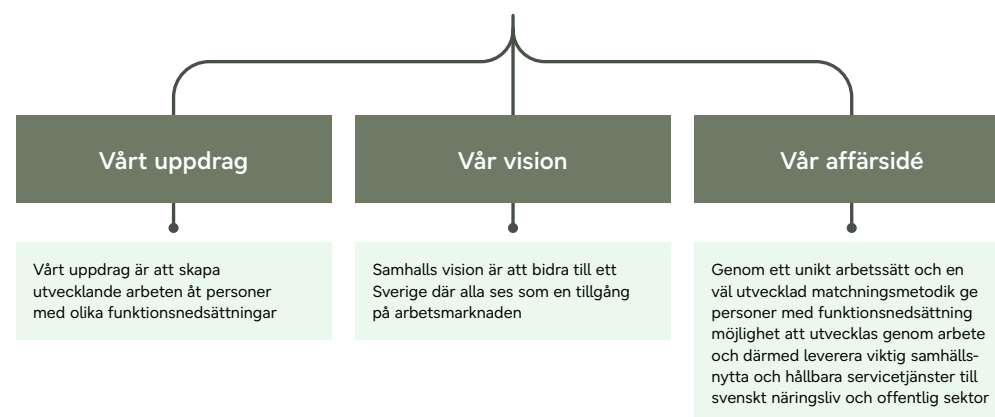 Vårt uppdrag
Vår vision
Vår affärsidé
Vårt uppdrag är att skapa
utvecklande arbeten åt personer
med olika funktionsnedsättningar
Samhalls vision är att bidra till ett
Sverige där alla ses som en tillgång
på arbetsmarknaden
Genom ett unikt arbetssätt och en
väl utvecklad matchningsmetodik ge
personer med funktionsnedsättning
möjlighet att utvecklas genom arbete
och därmed leverera viktig samhälls-
nytta och hållbara servicetjänster till
svenskt näringsliv och offentlig sektor